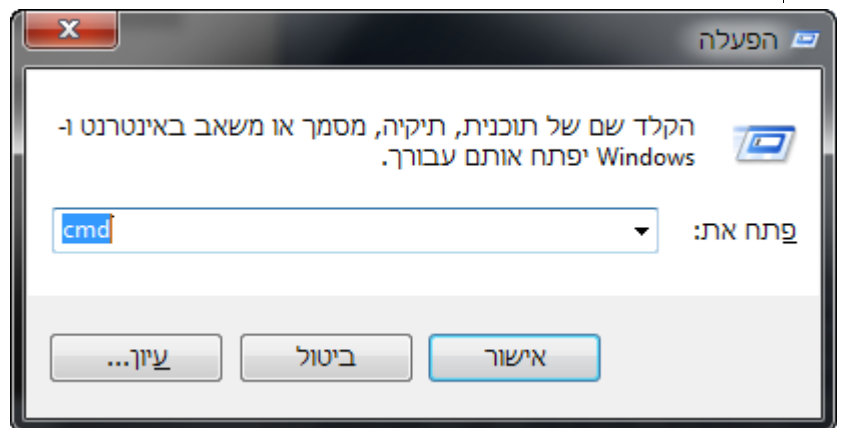 הפעלה
הקלד שם של תוכנית, תיקיה, מסמך או משאב באינטרנט ו-
Windows יפתח אותם עבורך.
פתח את:
cmd
אישור
ביטול
עיון...